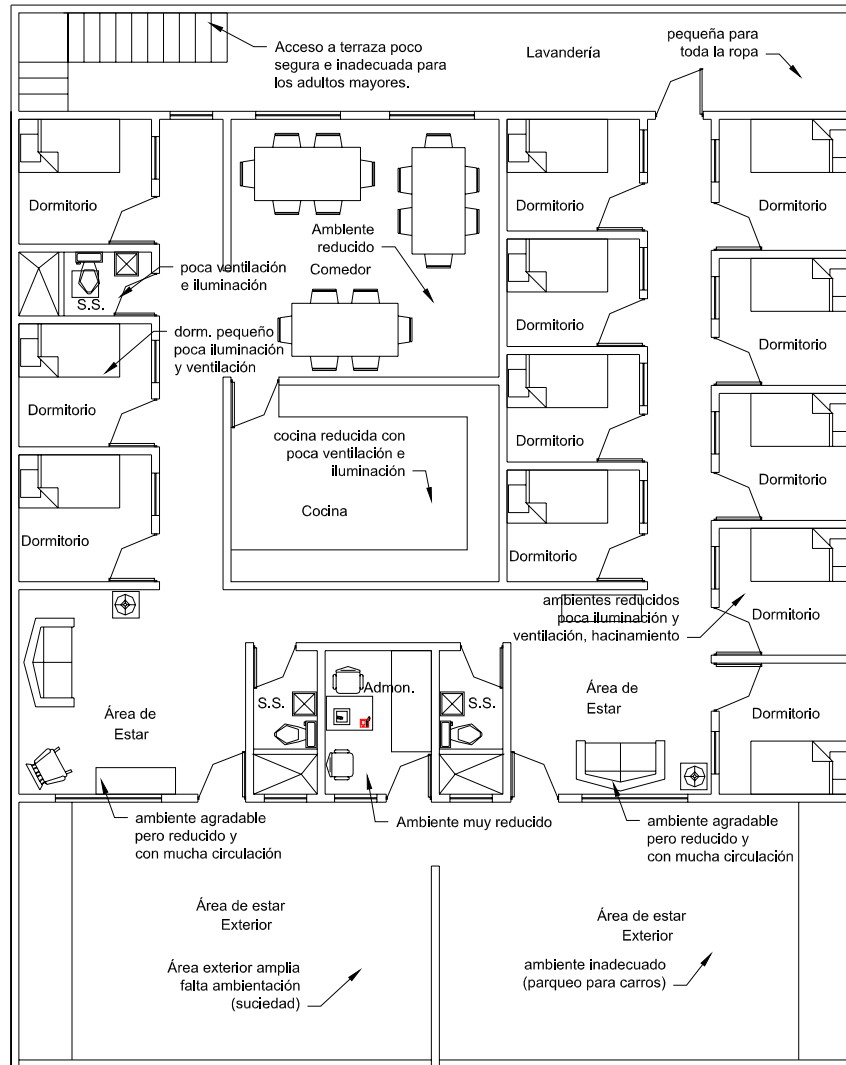 Acceso a terraza poco
segura e inadecuada para
los adultos mayores.
Lavandería
pequeña para
toda la ropa
Dormitorio
Dormitorio
Dormitorio
Ambiente
reducido
Comedor
poca ventilación
e iluminación
S.S.
Dormitorio
dorm. pequeño
poca iluminación
y ventilación
Dormitorio
Dormitorio
Dormitorio
cocina reducida con
poca ventilación e
iluminación
Dormitorio
Dormitorio
Cocina
Dormitorio
Dormitorio
ambientes reducidos
poca iluminación y
ventilación, hacinamiento
Dormitorio
S.S.
Admon.
S.S.
Área de
Estar
Área de
Estar
Dormitorio
ambiente agradable
pero reducido y
con mucha circulación
Ambiente muy reducido
ambiente agradable
pero reducido y
con mucha circulación
Área de estar
Exterior
Área de estar
Exterior
Área exterior amplia
falta ambientación
(suciedad)
ambiente inadecuado
(parqueo para carros)